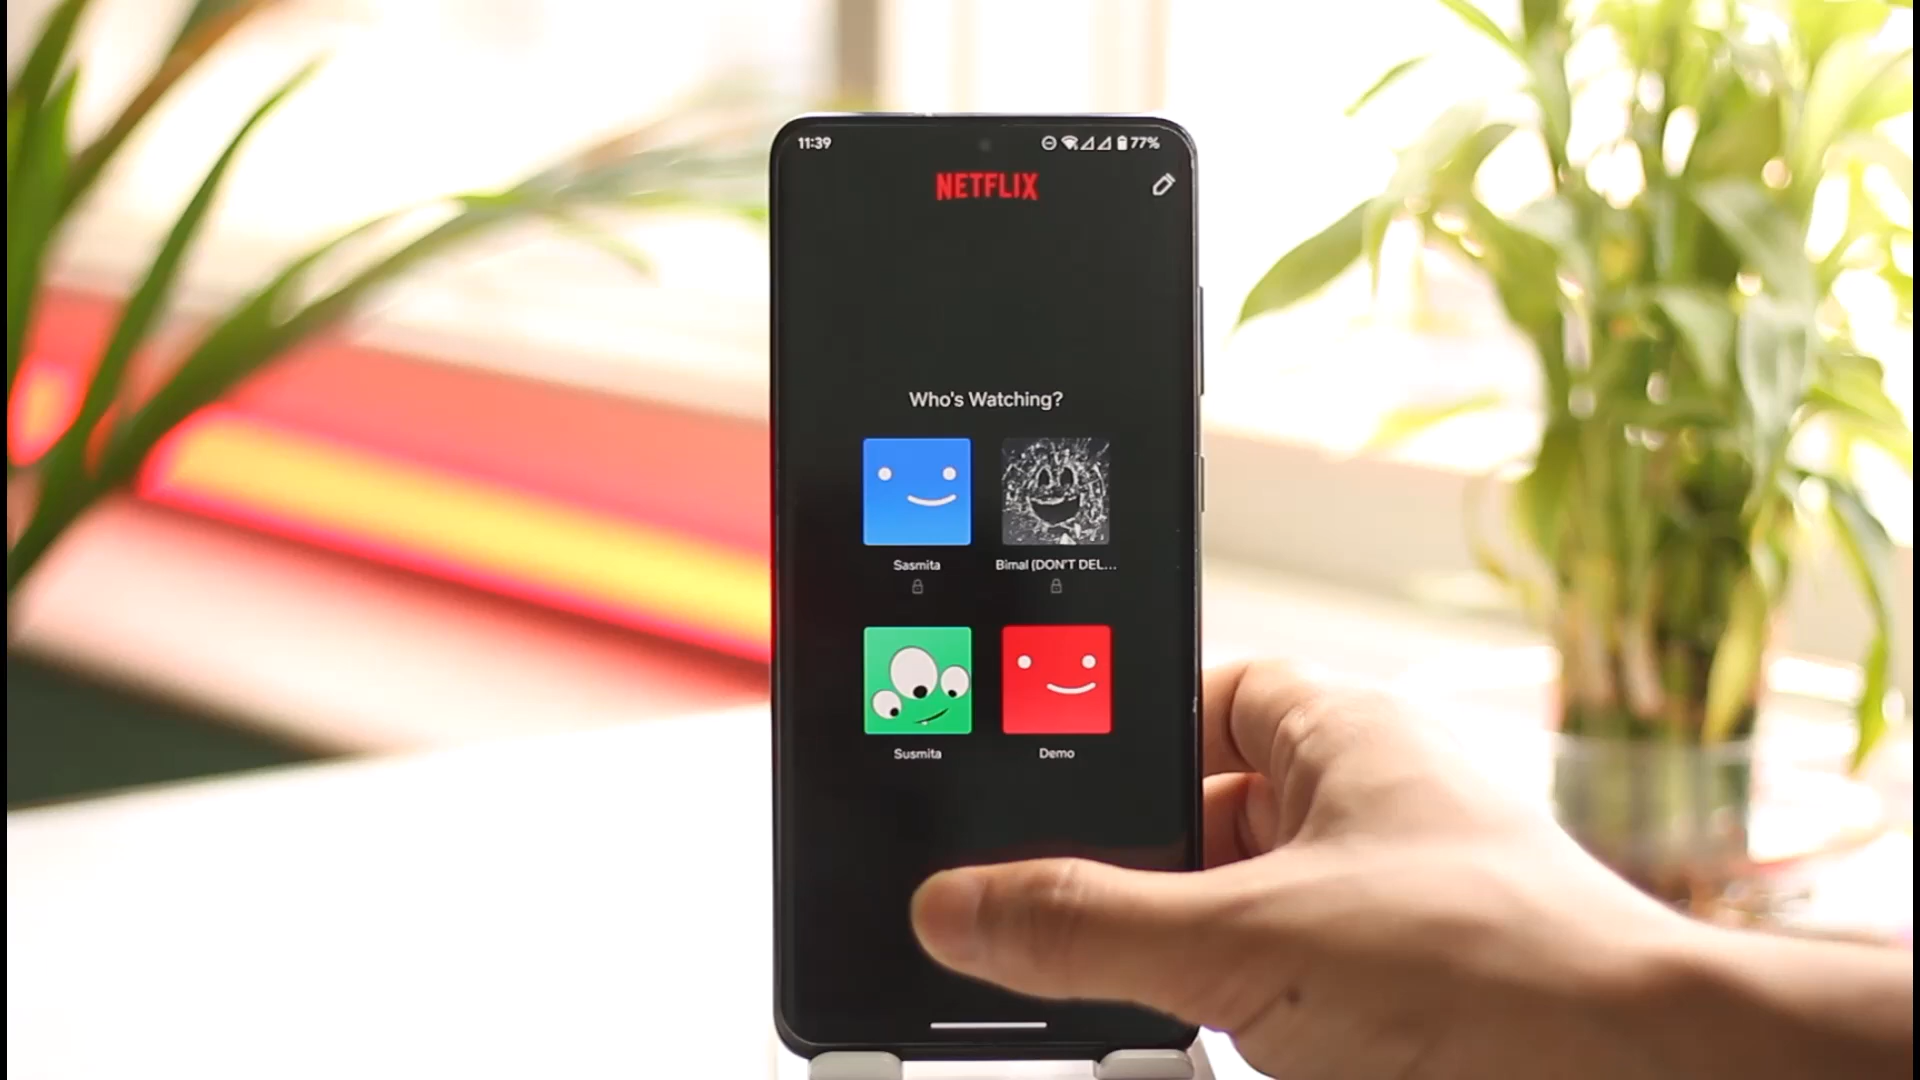 11:39
77%
NETFLIX
Who's Watching?
Sasmita
Bimal (DON'T DEL...
Susmita
Demo